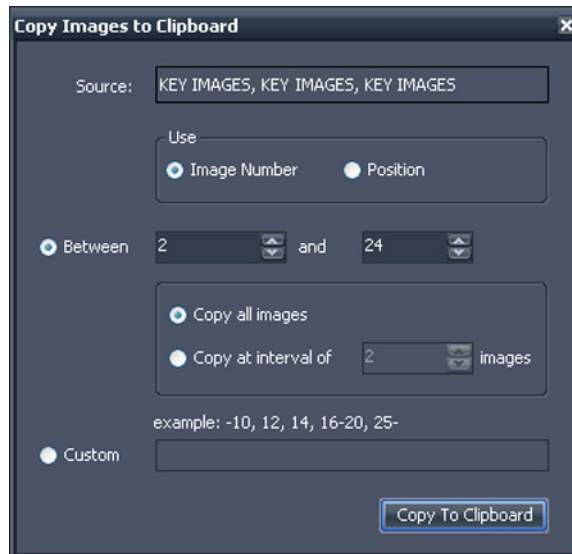 Copy Images to Clipboard
Source: KEY IMAGES, KEY IMAGES, KEY IMAGES
Use
Image Number Position
Between 2 and 24
Copy all images
Copy at interval of 2 images
example: -10, 12, 14, 16-20, 25-
Custom
Copy To Clipboard